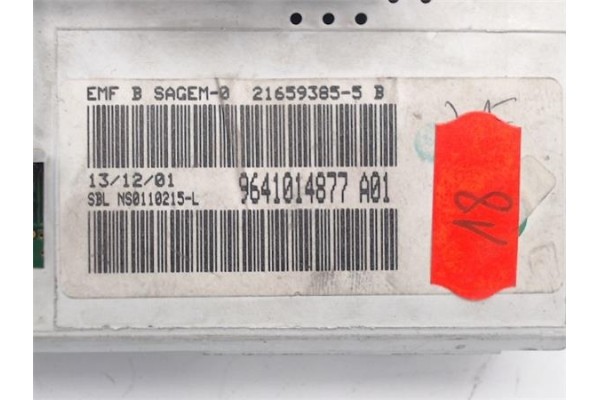 EMF B SAGEM-0 21659385-5 B
13/12/01 9641014877 A01
SBL NS0110215-L
18